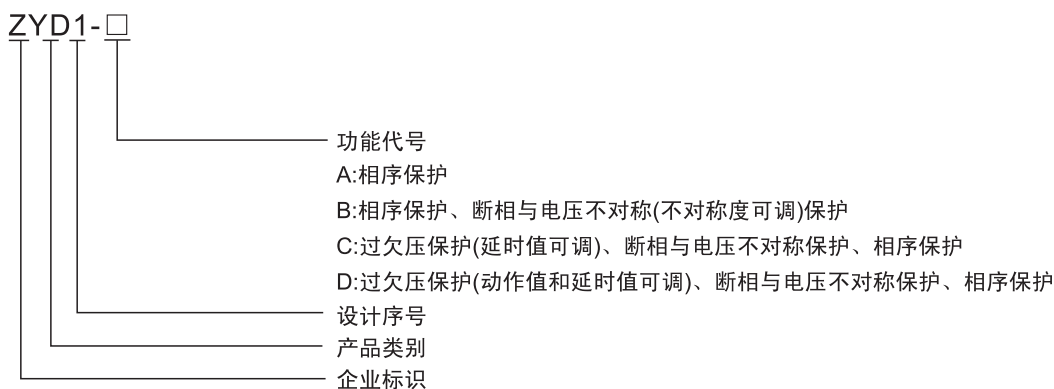 ZYD1-□
功能代号
A:相序保护
B:相序保护、断相与电压不对称(不对称度可调)保护
C:过欠压保护(延时值可调)、断相与电压不对称保护、相序保护
D:过欠压保护(动作值和延时值可调)、断相与电压不对称保护、相序保护
设计序号
产品类别
企业标识